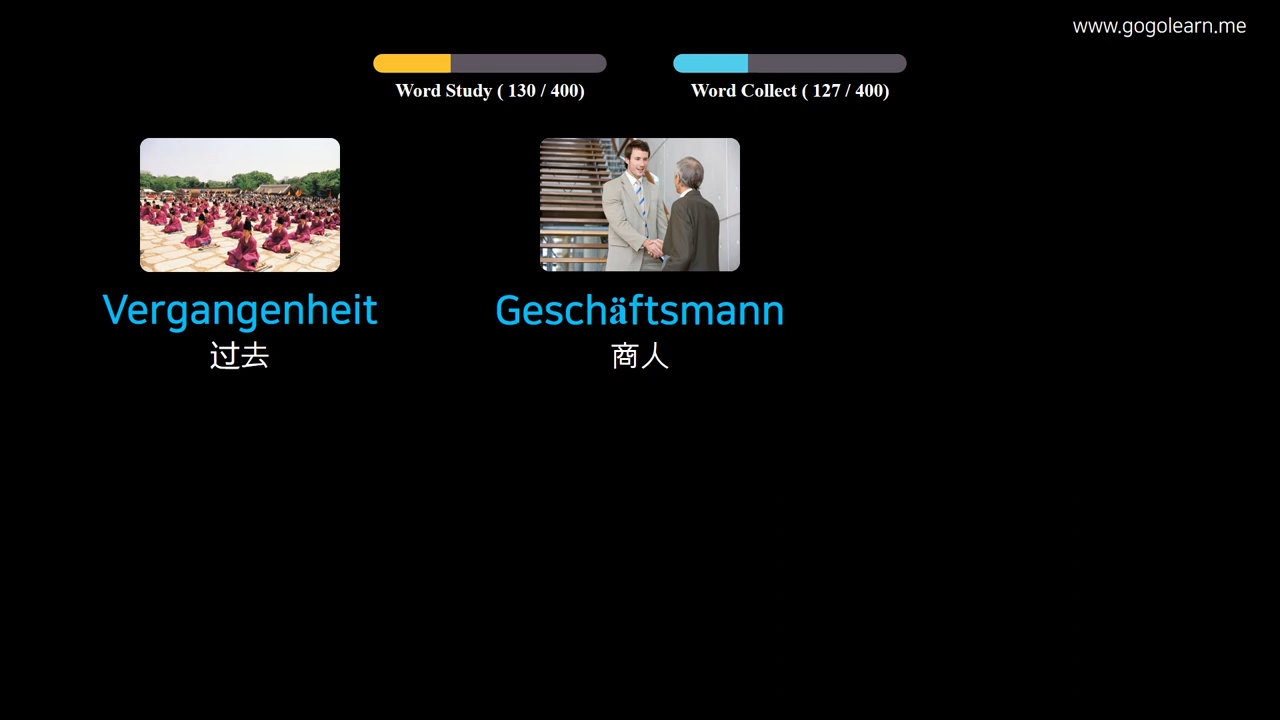 www.gogolearn.me
Word Study ( 130 / 400)
Word Collect ( 127 / 400)
Vergangenheit
过去
Geschäftsmann
商人